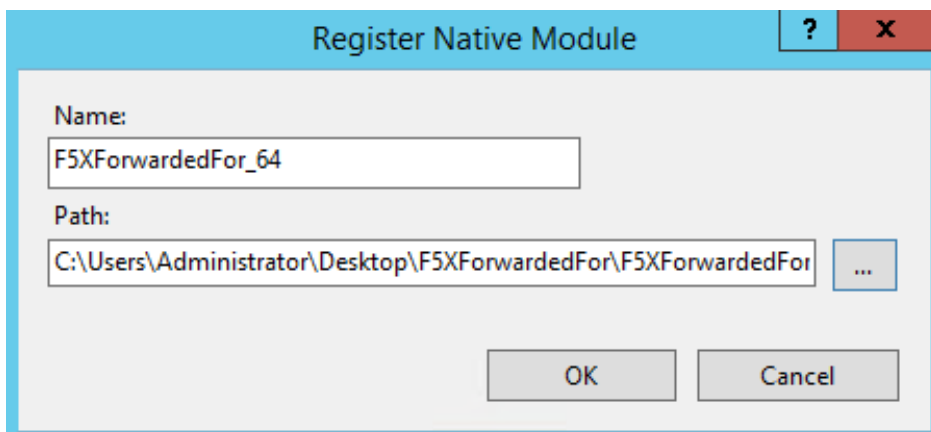 Register Native Module
? x
Name:
F5XForwardedFor_64
Path:
C:\Users\Administrator\Desktop\F5XForwardedFor\F5XForwardedFor
...
OK Cancel